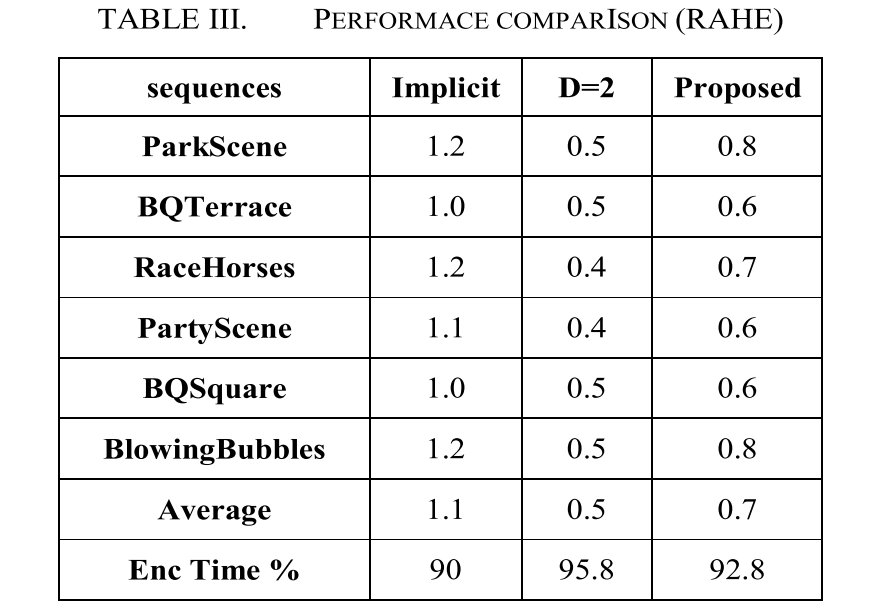 TABLE III. PERFORMACE COMPARISON (RAHE)
sequences Implicit D=2 Proposed
ParkScene 1.2 0.5 0.8
BQTerrace 1.0 0.5 0.6
RaceHorses 1.2 0.4 0.7
PartyScene 1.1 0.4 0.6
BQSquare 1.0 0.5 0.6
BlowingBubbles 1.2 0.5 0.8
Average 1.1 0.5 0.7
Enc Time % 90 95.8 92.8